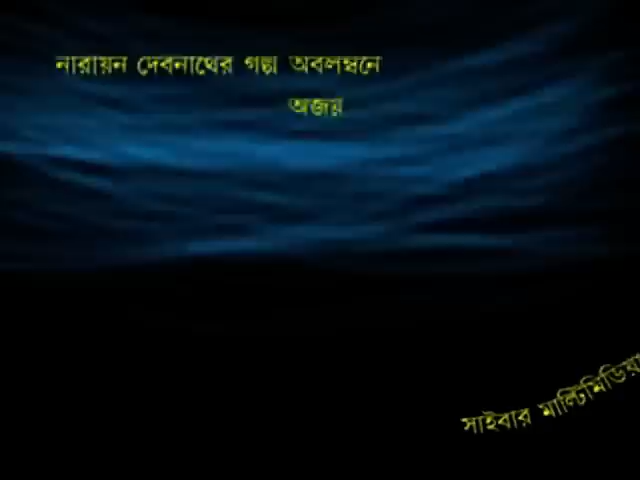 নারায়ন দেবনাথের গল্প অবলম্বনে
অজয়
সাইবার মাল্টিমিডিয়া